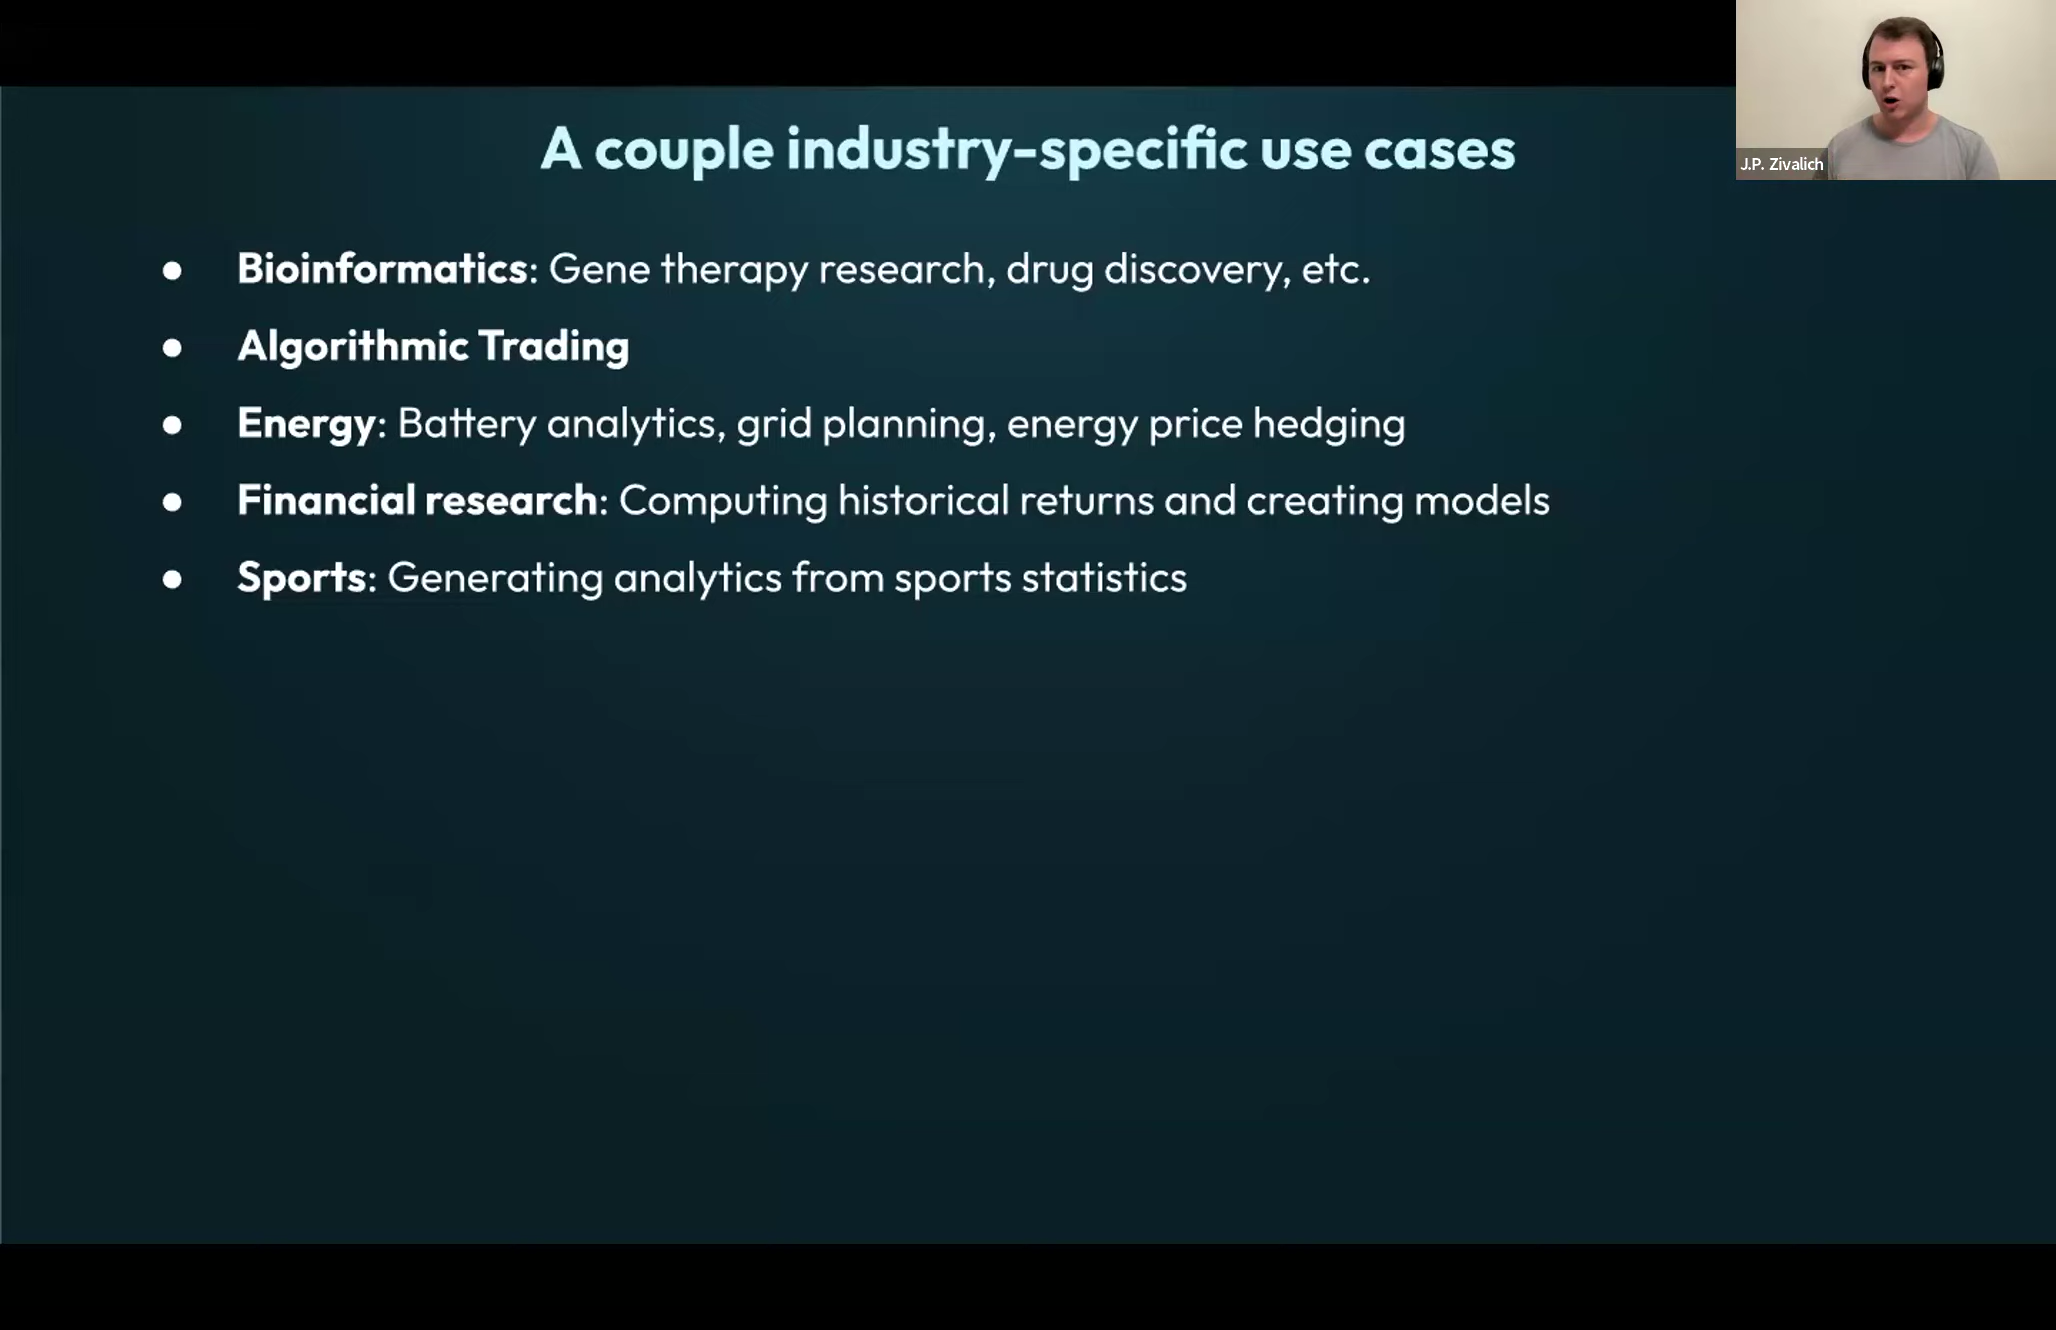 A couple industry-specific use cases
J.P. Zivalich
● Bioinformatics: Gene therapy research, drug discovery, etc.
● Algorithmic Trading
● Energy: Battery analytics, grid planning, energy price hedging
● Financial research: Computing historical returns and creating models
● Sports: Generating analytics from sports statistics